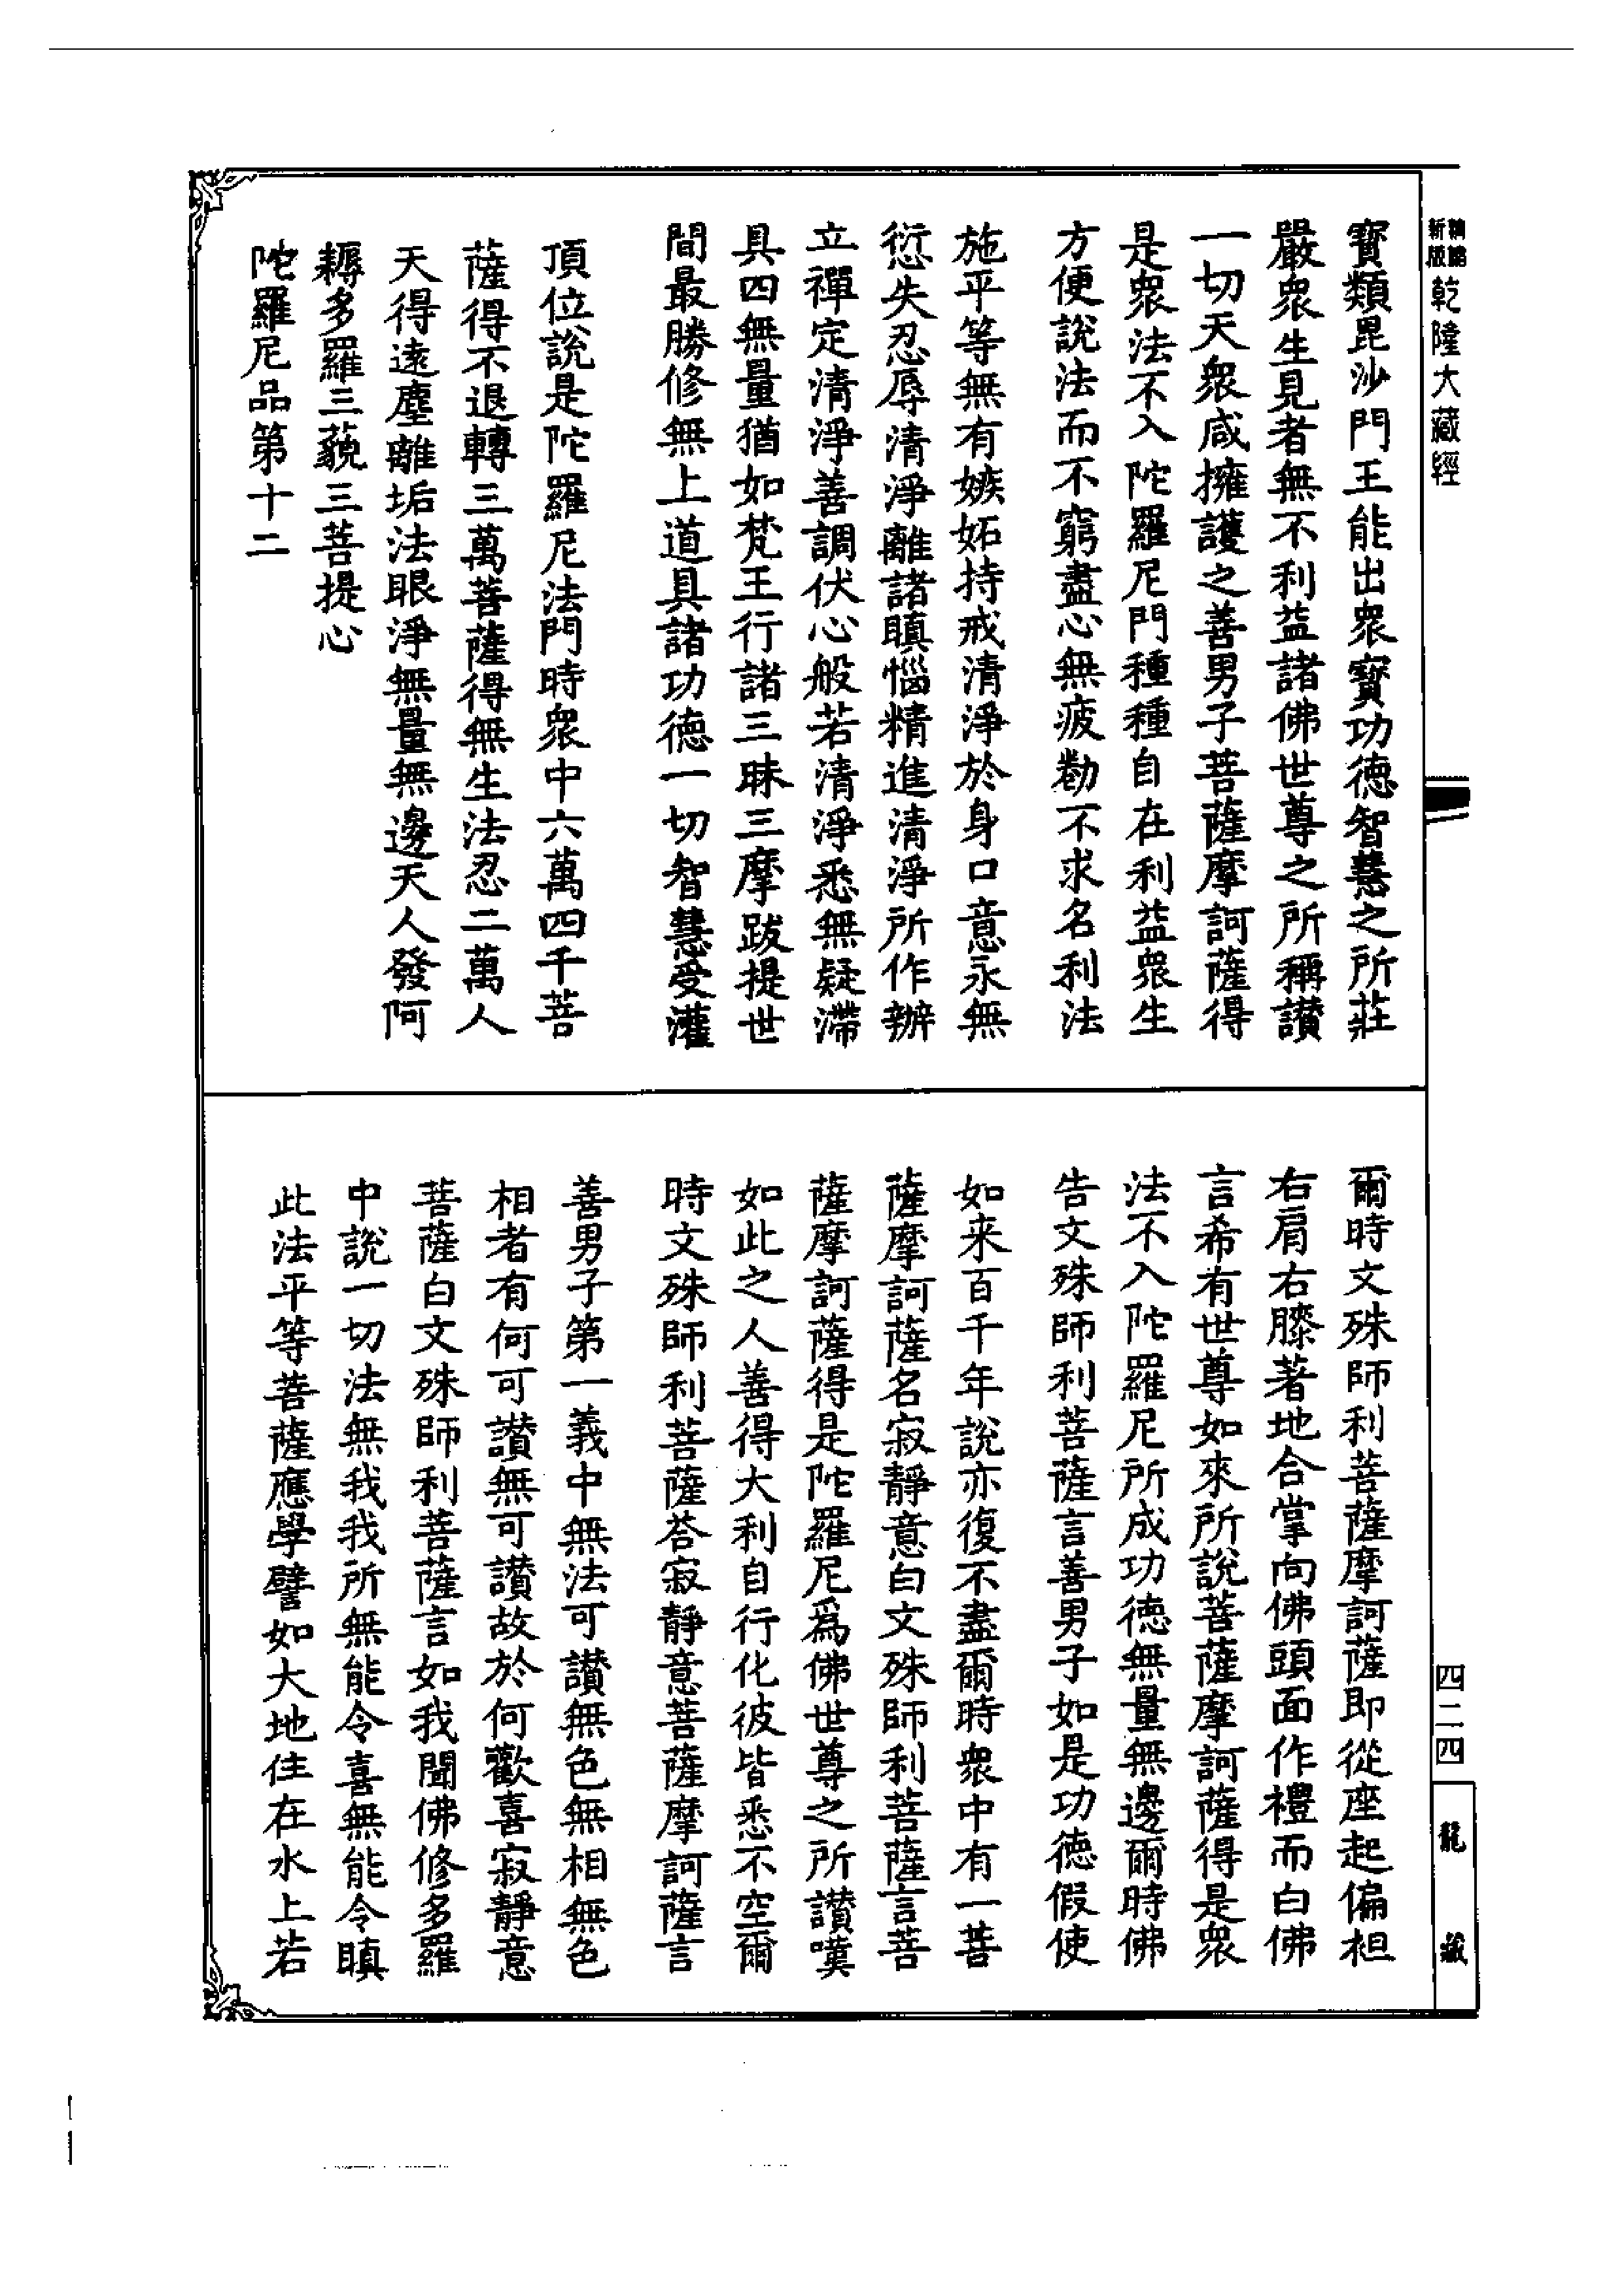 新版
精雕
乾隆大藏經
寶類毘沙門王能出衆寶功德智慧之所莊
嚴衆生見者無不利益諸佛世尊之所稱讃
一切天衆咸擁護之善男子菩薩摩訶薩得
是衆法不入陀羅尼門種種自在利益衆生
方便說法而不窮盡心無疲勌不求名利法
施平等無有嫉妬持戒清淨於身口意永無
愆失忍辱清淨離諸瞋惱精進清淨所作辦
立禪定清淨善調伏心般若清淨悉無疑滯
具四無量猶如梵王行諸三昧三摩跋提世
間最勝修無上道具諸功德一切智慧受灌
頂位說是陀羅尼法門時衆中六萬四千菩
薩得不退轉三萬菩薩得無生法忍二萬人
天得遠塵離垢法眼淨無量無邊天人發阿
耨多羅三藐三菩提心
陀羅尼品第十二
爾時文殊師利菩薩摩訶薩即從座起偏袒
右肩右膝著地合掌向佛頭面作禮而白佛
言希有世尊如來所說菩薩摩訶薩得是衆
法不入陀羅尼所成功德無量無邊爾時佛
告文殊師利菩薩言善男子如是功德假使
如来百千年說亦復不盡爾時衆中有一菩
薩摩訶薩名寂靜意白文殊師利菩薩言菩
薩摩訶薩得是陀羅尼爲佛世尊之所讃嘆
如此之人善得大利自行化彼皆悉不空爾
時文殊師利菩薩荅寂靜意菩薩摩訶薩言
善男子第一義中無法可讃無色無相無色
相者有何可讃無可讃故於何歡喜寂靜意
菩薩白文殊師利菩薩言如我聞佛修多羅
中說一切法無我我所無能令喜無能令瞋
此法平等菩薩應學譬如大地住在水上若
四二四
龍藏